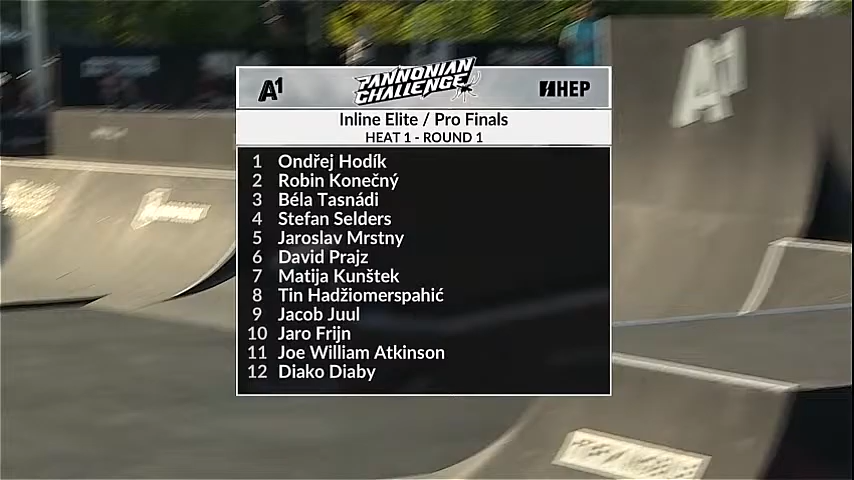 A1
PANNONIAN
CHALLENGE
HEP
Inline Elite / Pro Finals
HEAT 1 - ROUND 1
1 Ondřej Hodík
2 Robin Konečný
3 Béla Tasnádi
4 Stefan Selders
5 Jaroslav Mrstny
6 David Prajz
7 Matija Kunštek
8 Tin Hadžiomerspahić
9 Jacob Juul
10 Jaro Frijn
11 Joe William Atkinson
12 Diako Diaby
A1